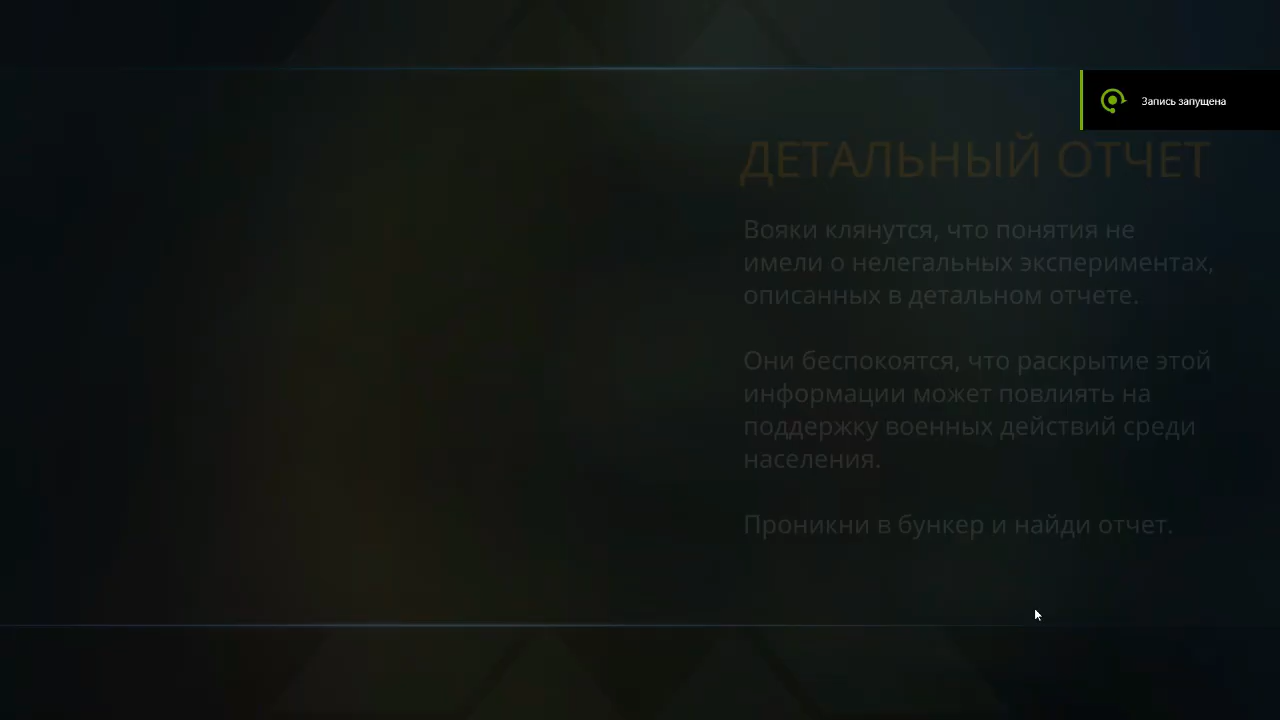 Запись запущена
ДЕТАЛЬНЫЙ ОТЧЕТ
Вояки клянутся, что понятия не
имели о нелегальных экспериментах,
описанных в детальном отчете.
Они беспокоятся, что раскрытие этой
информации может повлиять на
поддержку военных действий среди
населения.
Проникни в бункер и найди отчет.